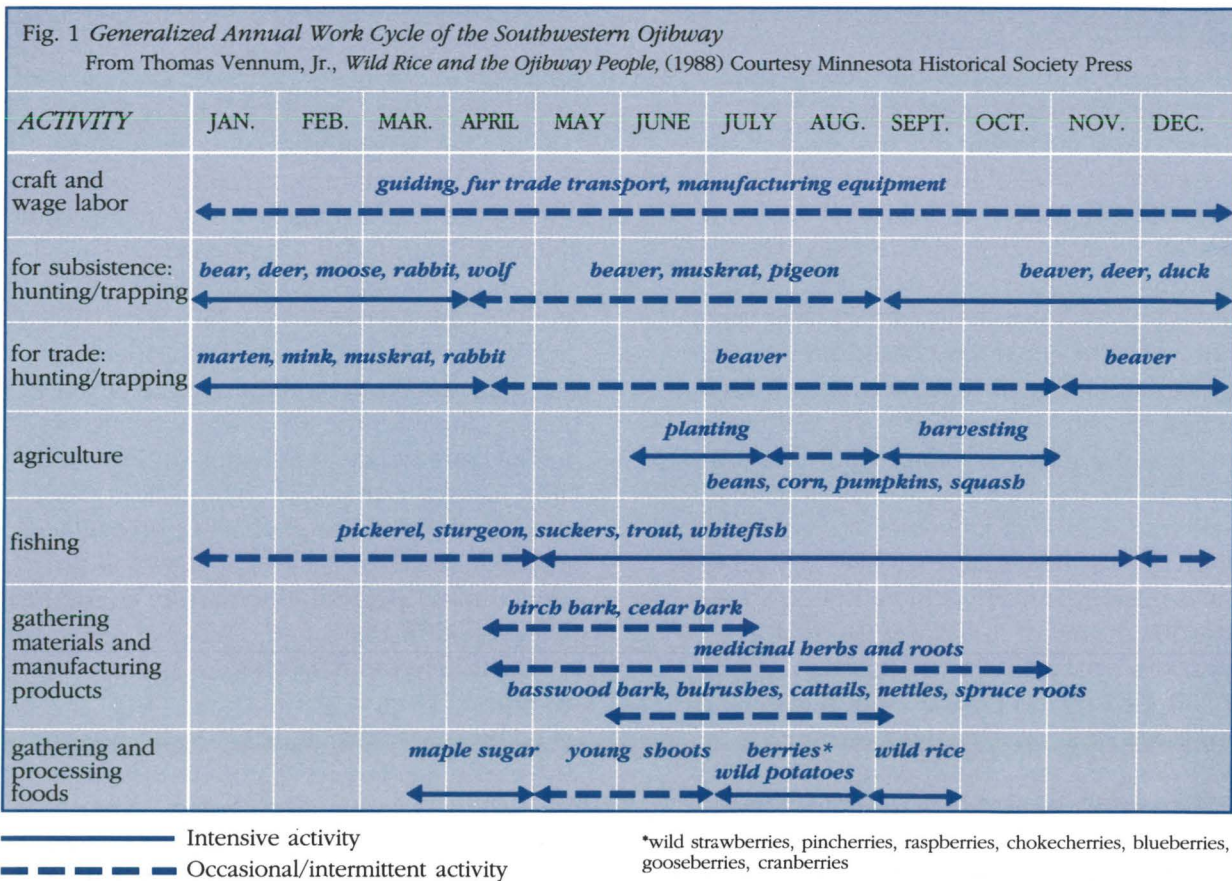 Fig. 1 Generalized Annual Work Cycle of the Southwestern Ojibway
From Thomas Vennum, Jr., Wild Rice and the Ojibway People, (1988) Courtesy Minnesota Historical Society Press
ACTIVITY JAN. FEB. MAR. APRIL MAY JUNE JULY AUG. SEPT. OCT. NOV. DEC.
craft and
wage labor
guiding, fur trade transport, manufacturing equipment
for subsistence:
hunting/trapping
bear, deer, moose, rabbit, wolf beaver, muskrat, pigeon beaver, deer, duck
for trade:
hunting/trapping
marten, mink, muskrat, rabbit beaver beaver
agriculture
planting harvesting
beans, corn, pumpkins, squash
fishing
pickerel, sturgeon, suckers, trout, whitefish
gathering
materials and
manufacturing
products
birch bark, cedar bark
medicinal herbs and roots
basswood bark, bulrushes, cattails, nettles, spruce roots
gathering and
processing
foods
maple sugar young shoots berries* wild rice
wild potatoes
Intensive activity
Occasional/intermittent activity
*wild strawberries, pincherries, raspberries, chokecherries, blueberries,
gooseberries, cranberries